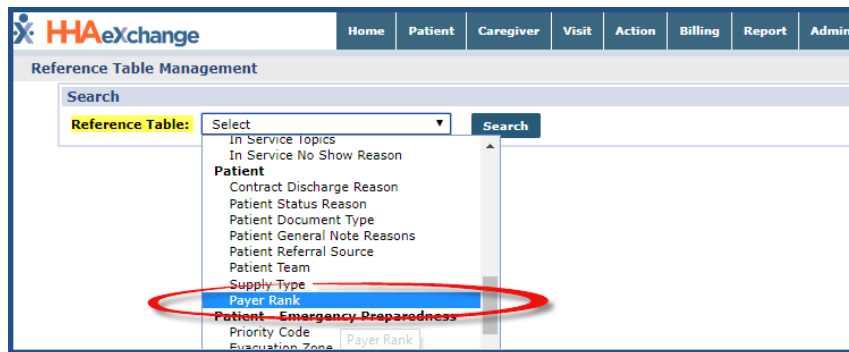 HHAeXchange
Home Patient Caregiver Visit Action Billing Report Admin
Reference Table Management
Search
Reference Table: Select Search
In Service Topics
In Service No Show Reason
Patient
Contract Discharge Reason
Patient Status Reason
Patient Document Type
Patient General Note Reasons
Patient Referral Source
Patient Team
Supply Type
Payer Rank
Patient - Emergency Preparedness
Priority Code
Payer Rank
Evacuation Zone